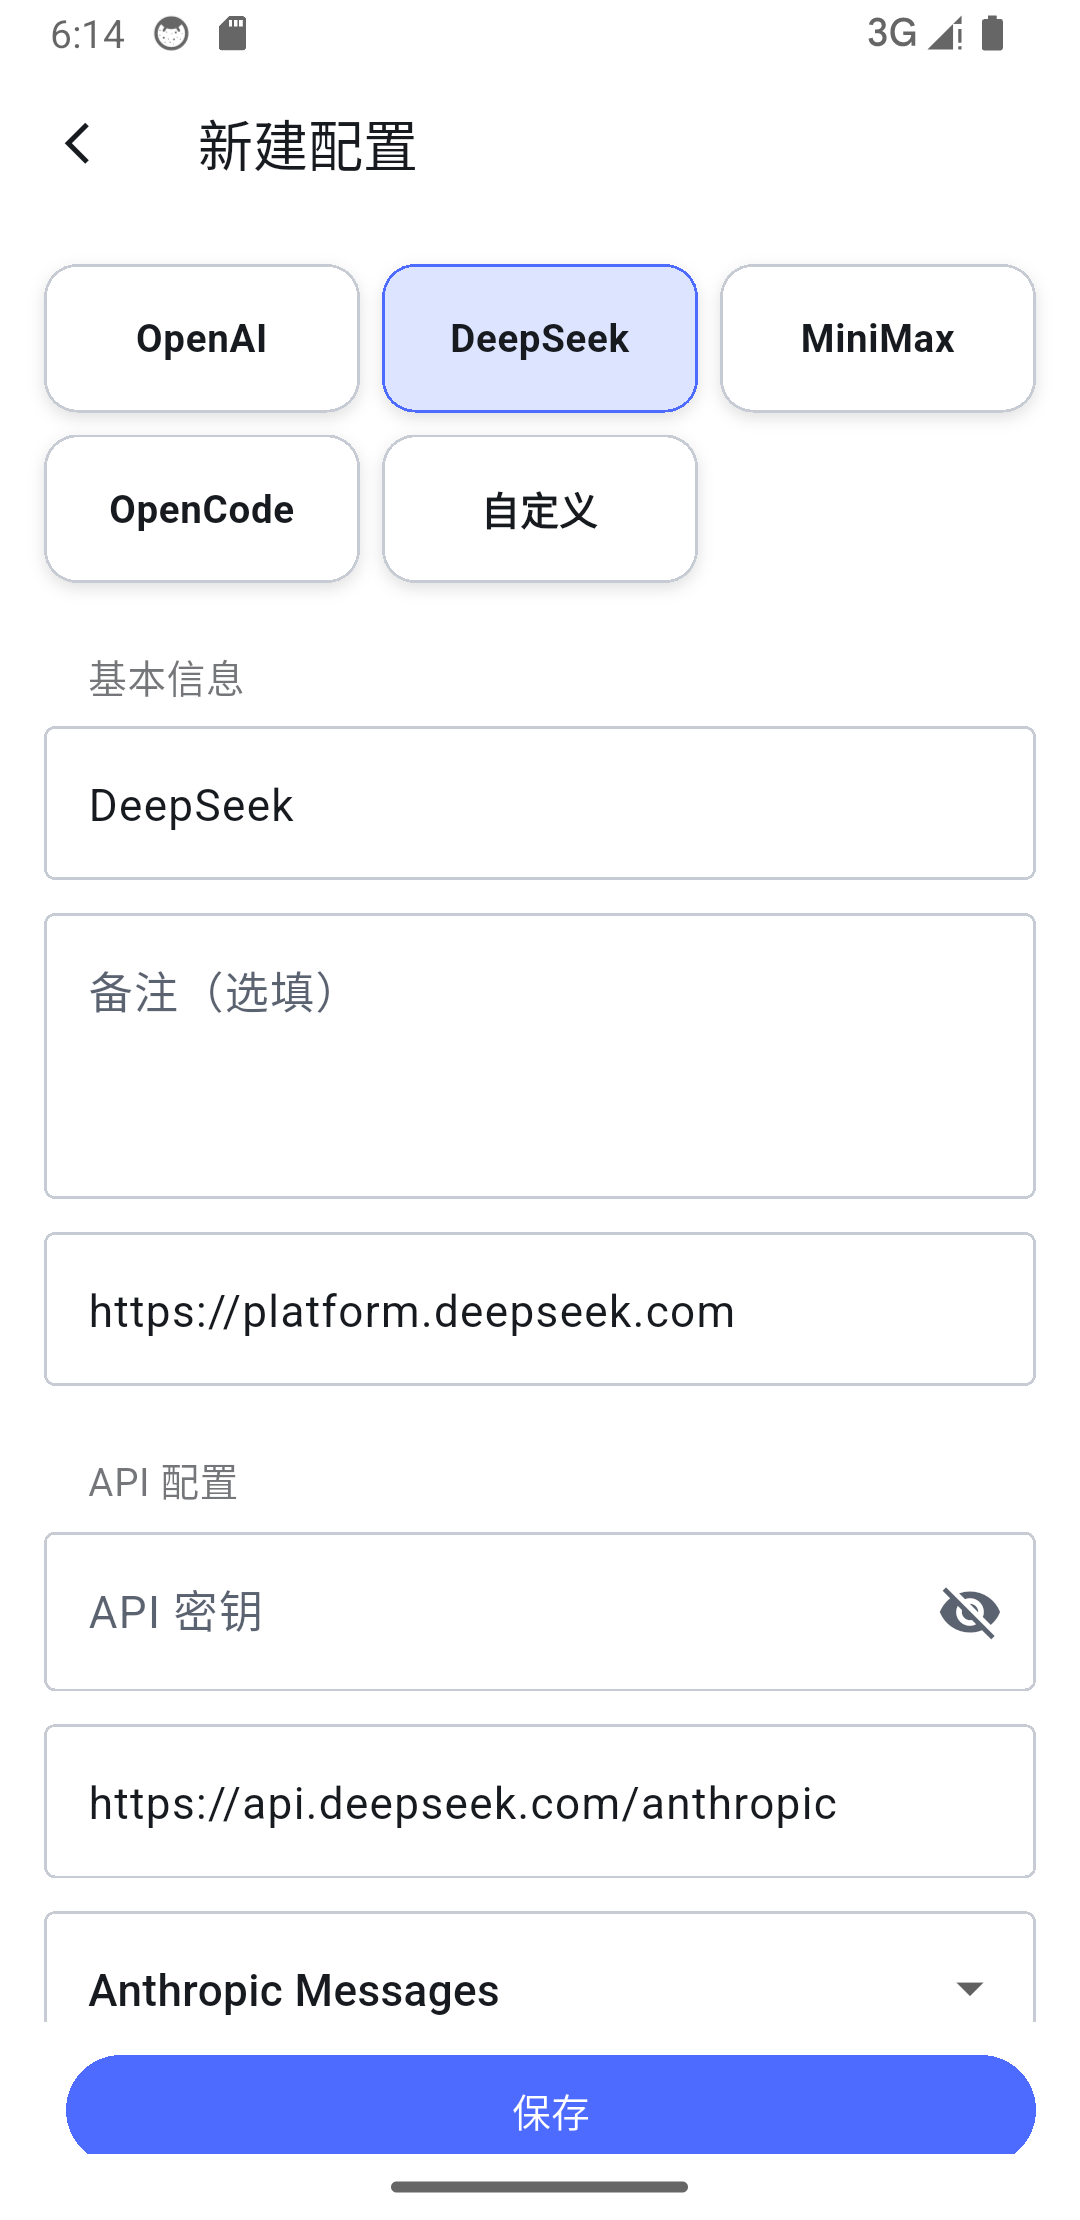 6:14
3G
新建配置
OpenAI
DeepSeek
MiniMax
OpenCode
自定义
基本信息
DeepSeek
备注（选填）
https://platform.deepseek.com
API 配置
API 密钥
https://api.deepseek.com/anthropic
Anthropic Messages
保存